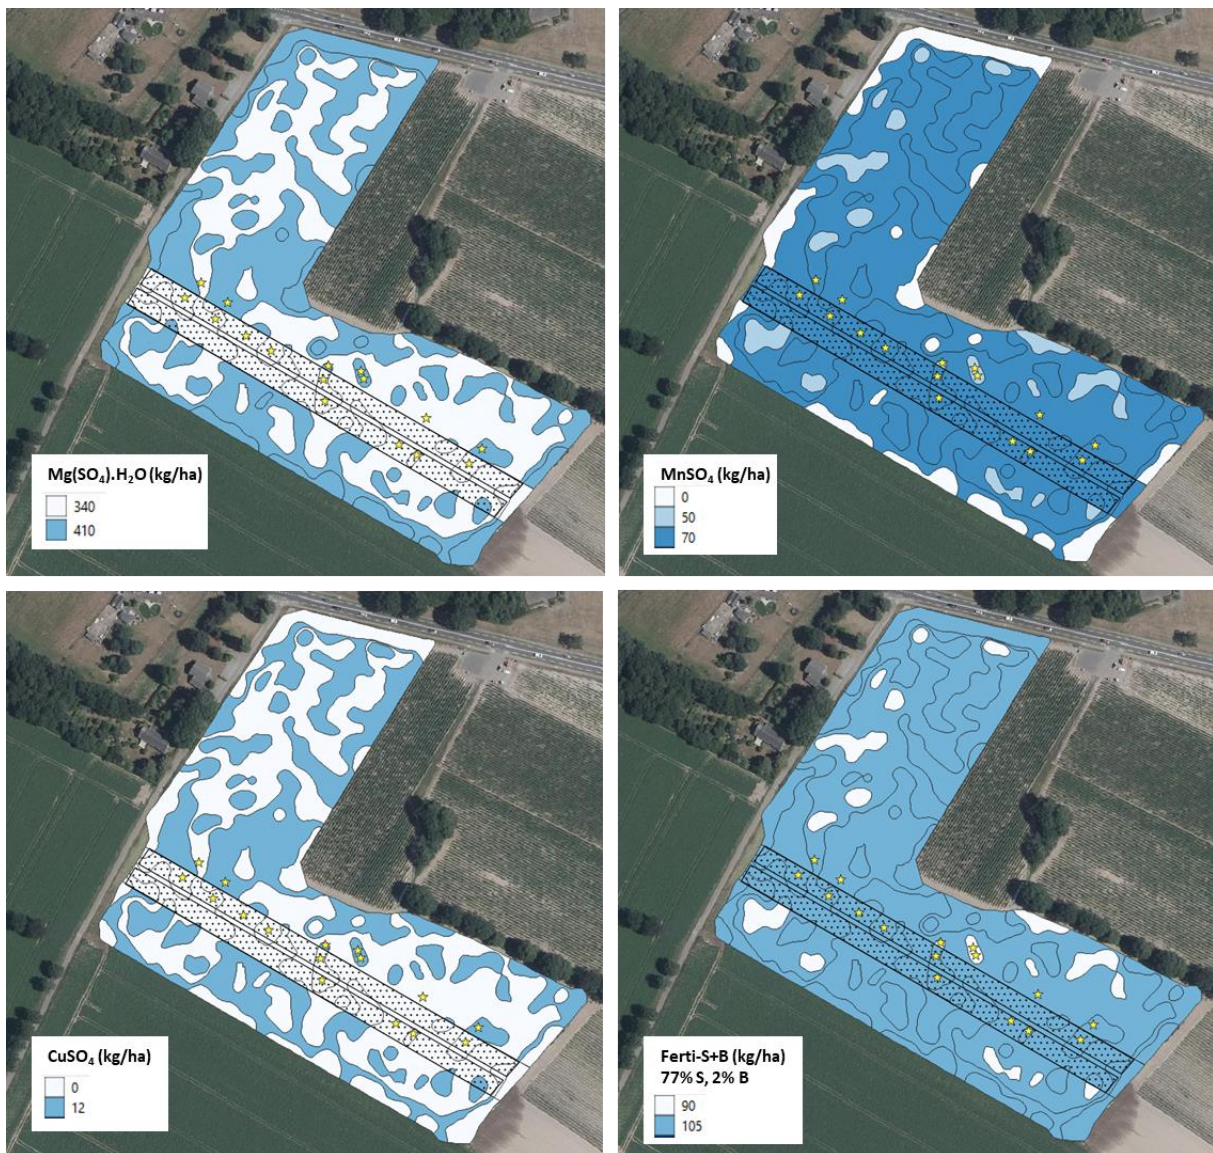 Mg(SO₄).H₂O (kg/ha)
340
410
MnSO₄ (kg/ha)
0
50
70
CuSO₄ (kg/ha)
0
12
Ferti-S+B (kg/ha)
77% S, 2% B
90
105